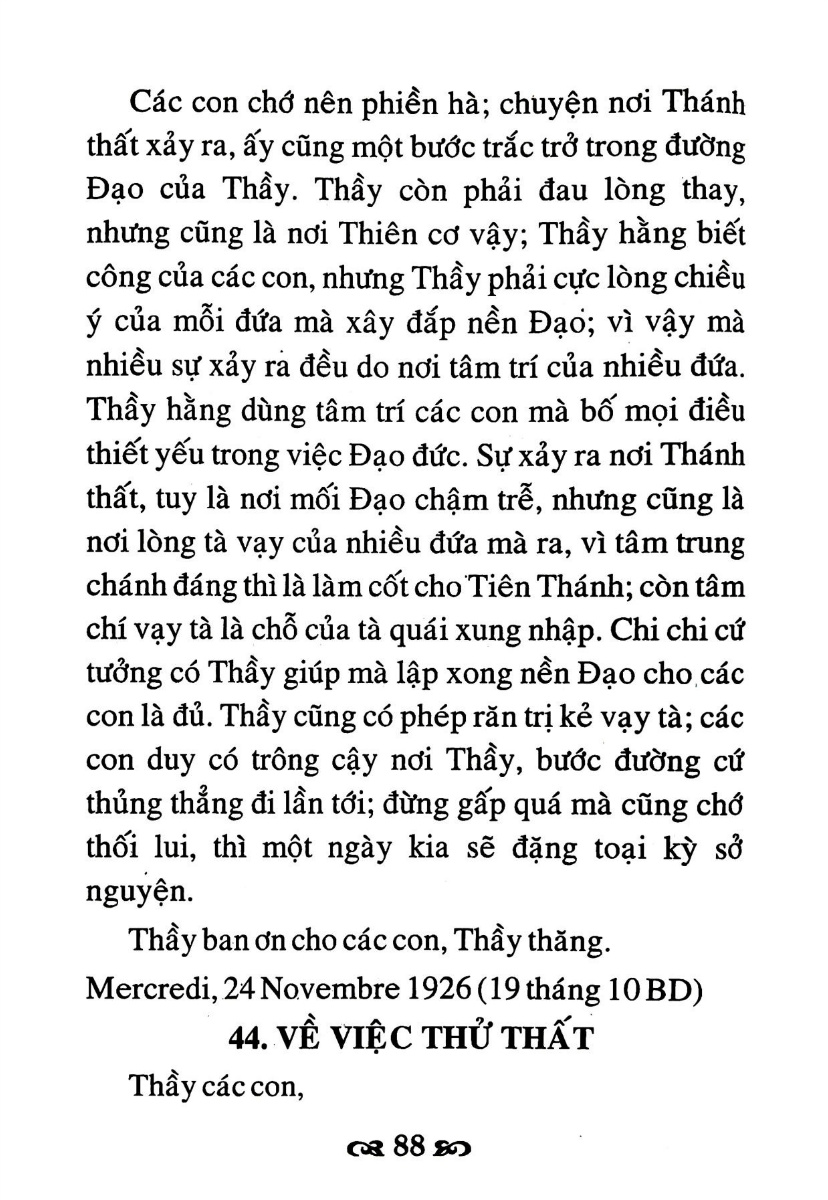 Các con chớ nên phiền hà; chuyện nơi Thánh
thất xảy ra, ấy cũng một bước trắc trở trong đường
Đạo của Thầy. Thầy còn phải đau lòng thay,
nhưng cũng là nơi Thiên cơ vậy; Thầy hằng biết
công của các con, nhưng Thầy phải cực lòng chiều
ý của mỗi đứa mà xây đắp nền Đạo; vì vậy mà
nhiều sự xảy ra đều do nơi tâm trí của nhiều đứa.
Thầy hằng dùng tâm trí các con mà bố mọi điều
thiết yếu trong việc Đạo đức. Sự xảy ra nơi Thánh
thất, tuy là nơi mối Đạo chậm trễ, nhưng cũng là
nơi lòng tà vạy của nhiều đứa mà ra, vì tâm trung
chánh đáng thì là làm cốt cho Tiên Thánh; còn tâm
chí vạy tà là chỗ của tà quái xung nhập. Chi chi cứ
tưởng có Thầy giúp mà lập xong nền Đạo cho các
con là đủ. Thầy cũng có phép răn trị kẻ vạy tà; các
con duy có trông cậy nơi Thầy, bước đường cứ
thủng thẳng đi lần tới; đừng gấp quá mà cũng chớ
thối lui, thì một ngày kia sẽ đặng toại kỳ sở
nguyện.
Thầy ban ơn cho các con, Thầy thăng.
Mercredi, 24 Novembre 1926 (19 tháng 10 BD)
44. VỀ VIỆC THỬ THẤT
Thầy các con,
88